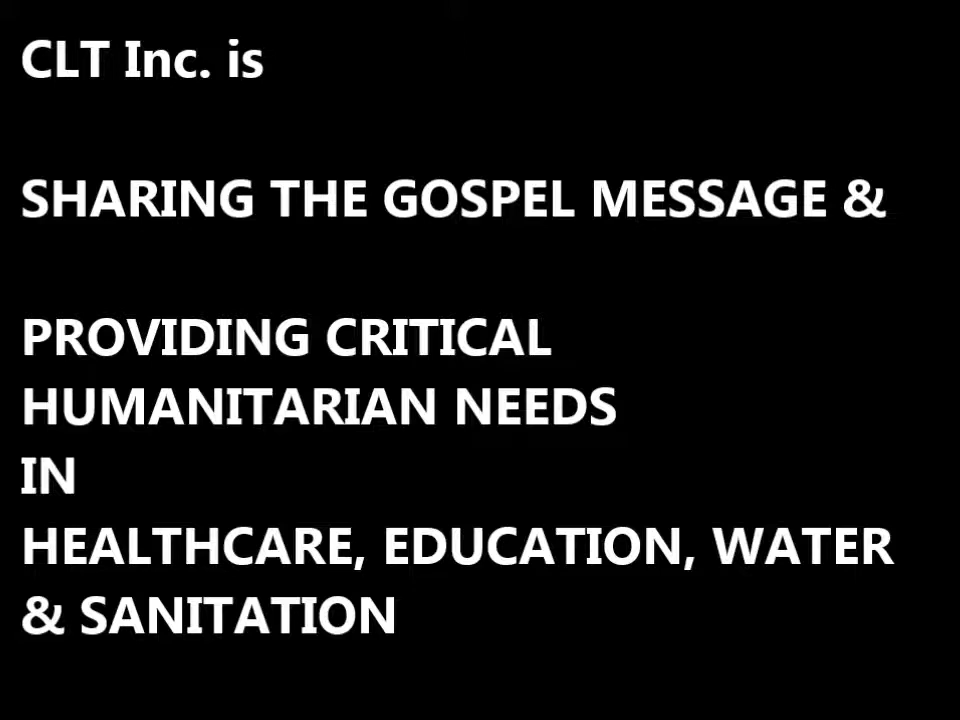 CLT Inc. is
SHARING THE GOSPEL MESSAGE &
PROVIDING CRITICAL
HUMANITARIAN NEEDS
IN
HEALTHCARE, EDUCATION, WATER
& SANITATION